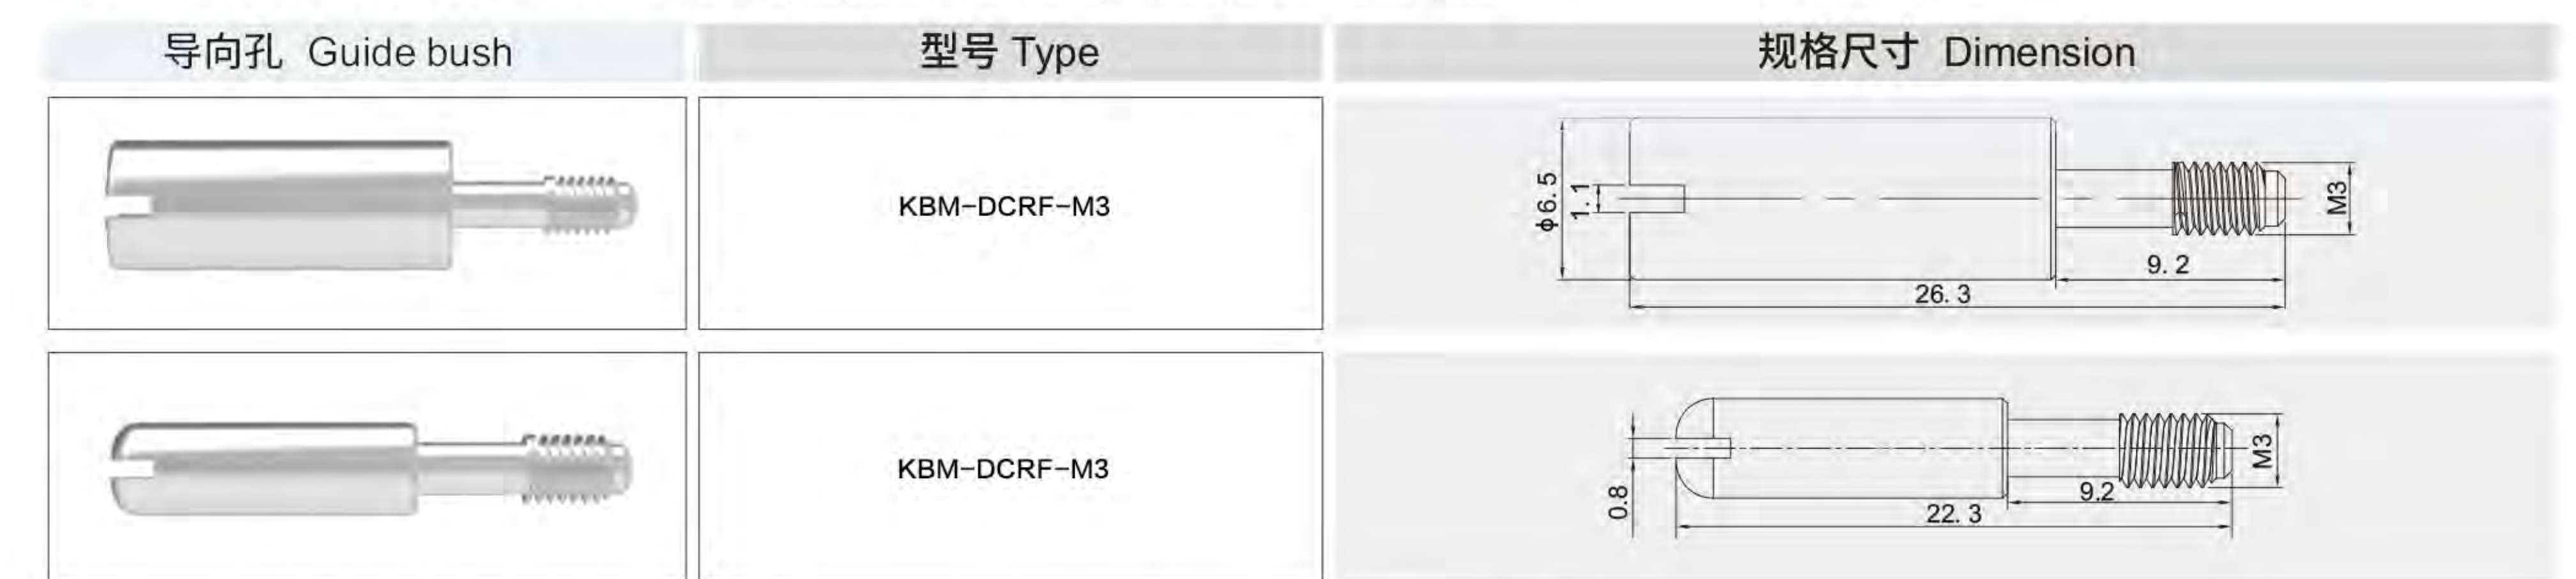 导向孔 Guide bush
型号 Type
规格尺寸 Dimension
KBM-DCRF-M3
φ6.5
1.1
M3
9.2
26.3
KBM-DCRF-M3
0.8
M3
9.2
22.3